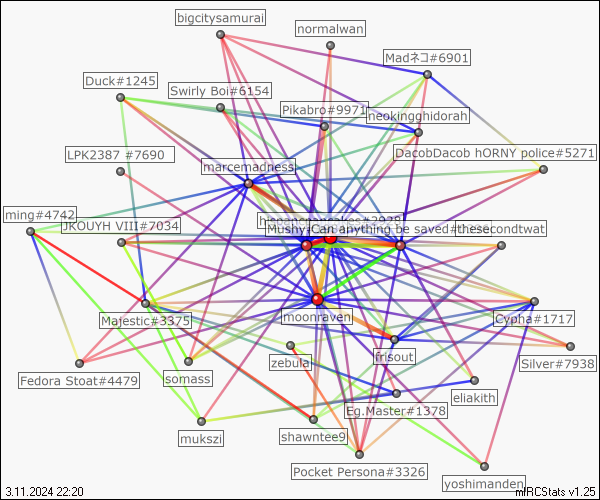 bigcitysamurai
normalwan
Madネコ#6901
Duck#1245
Swirly Boi#6154
Pikabro#9971
neokingghidorah
LPK2387 #7690
DacobDacob hORNY police#5271
marcemadness
ming#4742
JKOUYH VIII#7034
Mushy-Can anything be saved
thesecondtwat
moonraven
Majestic#3375
Cypha#1717
frisout
zebula
Silver#7938
Fedora Stoat#4479
somass
eliakith
Eg.Master#1378
mukszi
shawntee9
Pocket Persona#3326
yoshimanden
3.11.2024 22:20
mIRCStats v1.25